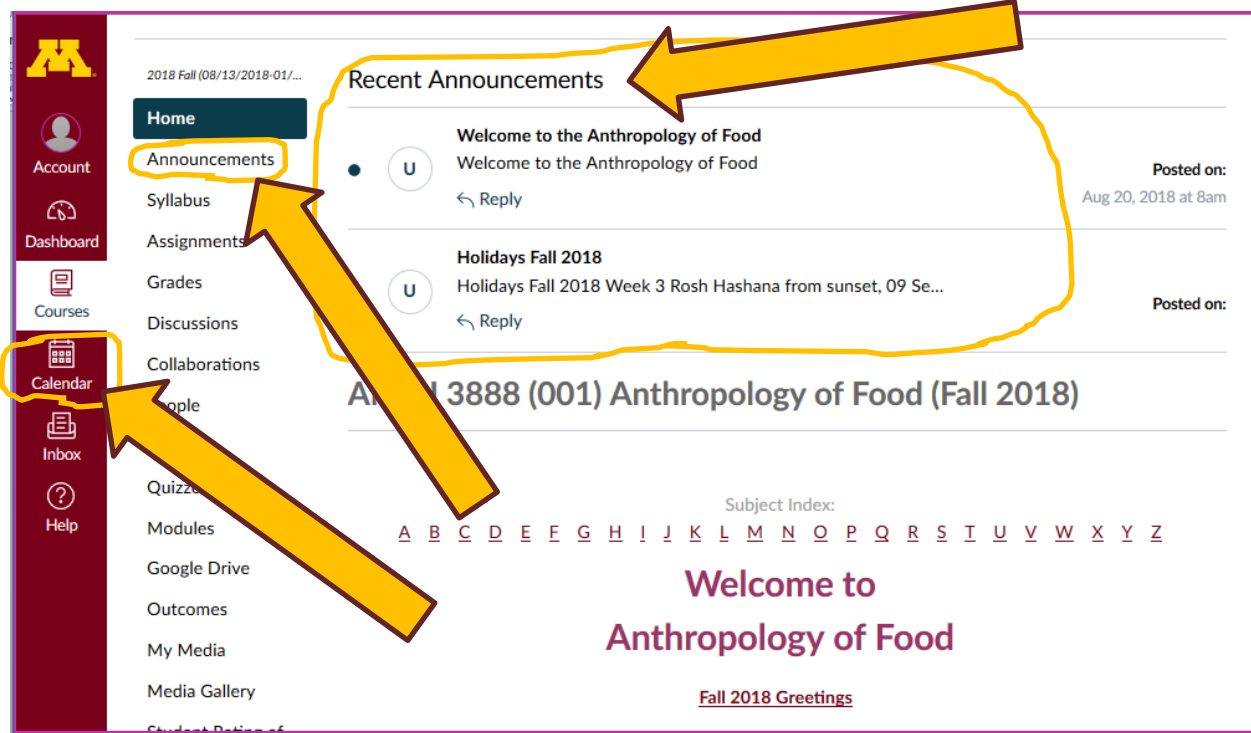 M
Account
Dashboard
Courses
Calendar
Inbox
Help
2018 Fall (08/13/2018-01/...
Home
Announcements
Syllabus
Assignments
Grades
Discussions
Collaborations
Modules
Google Drive
Outcomes
My Media
Media Gallery
Recent Announcements
U
Welcome to the Anthropology of Food
Welcome to the Anthropology of Food
Reply
Posted on:
Aug 20, 2018 at 8am
U
Holidays Fall 2018
Holidays Fall 2018 Week 3 Rosh Hashana from sunset, 09 Se...
Reply
Posted on:
3888 (001) Anthropology of Food (Fall 2018)
Subject Index:
A B C D E F G H I J K L M N O P Q R S T U V W X Y Z
Welcome to
Anthropology of Food
Fall 2018 Greetings